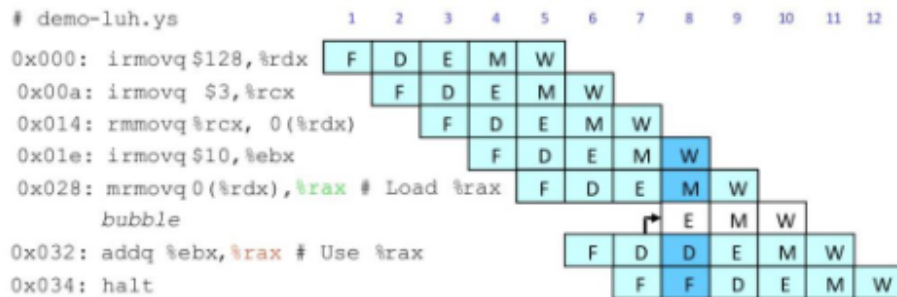 # demo-luh.ys 1 2 3 4 5 6 7 8 9 10 11 12
0x000: irmovq $128,%rdx F D E M W
0x00a: irmovq $3,%rcx F D E M W
0x014: rmmovq %rcx, 0(%rdx) F D E M W
0x01e: irmovq $10,%ebx F D E M W
0x028: mrmovq 0(%rdx),%rax # Load %rax F D E M W
bubble E M W
0x032: addq %ebx,%rax # Use %rax F D D E M W
0x034: halt F F D E M W